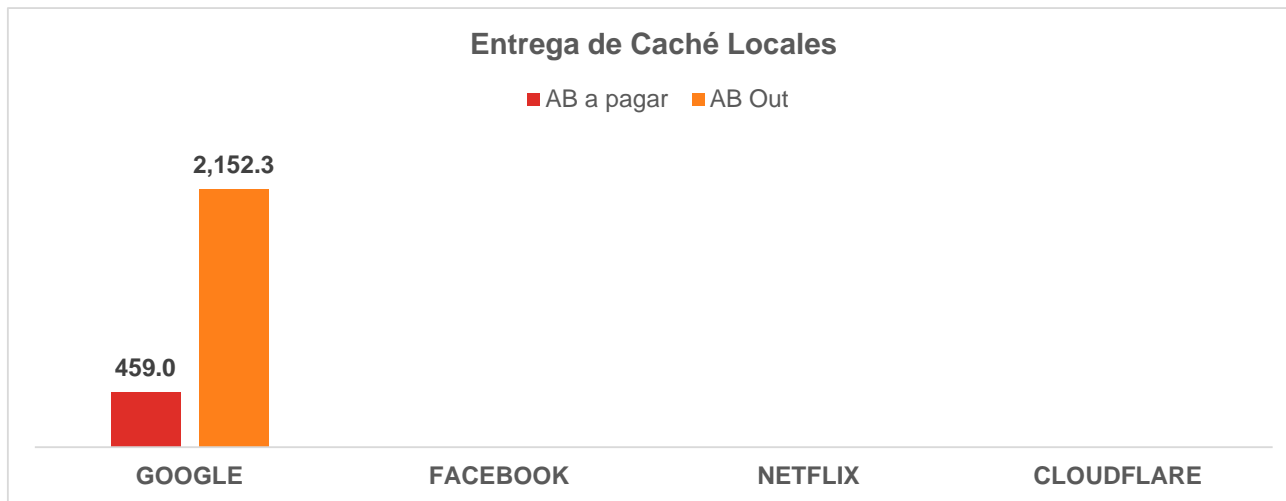 Entrega de Caché Locales
AB a pagar AB Out
2,152.3
459.0
GOOGLE FACEBOOK NETFLIX CLOUDFLARE